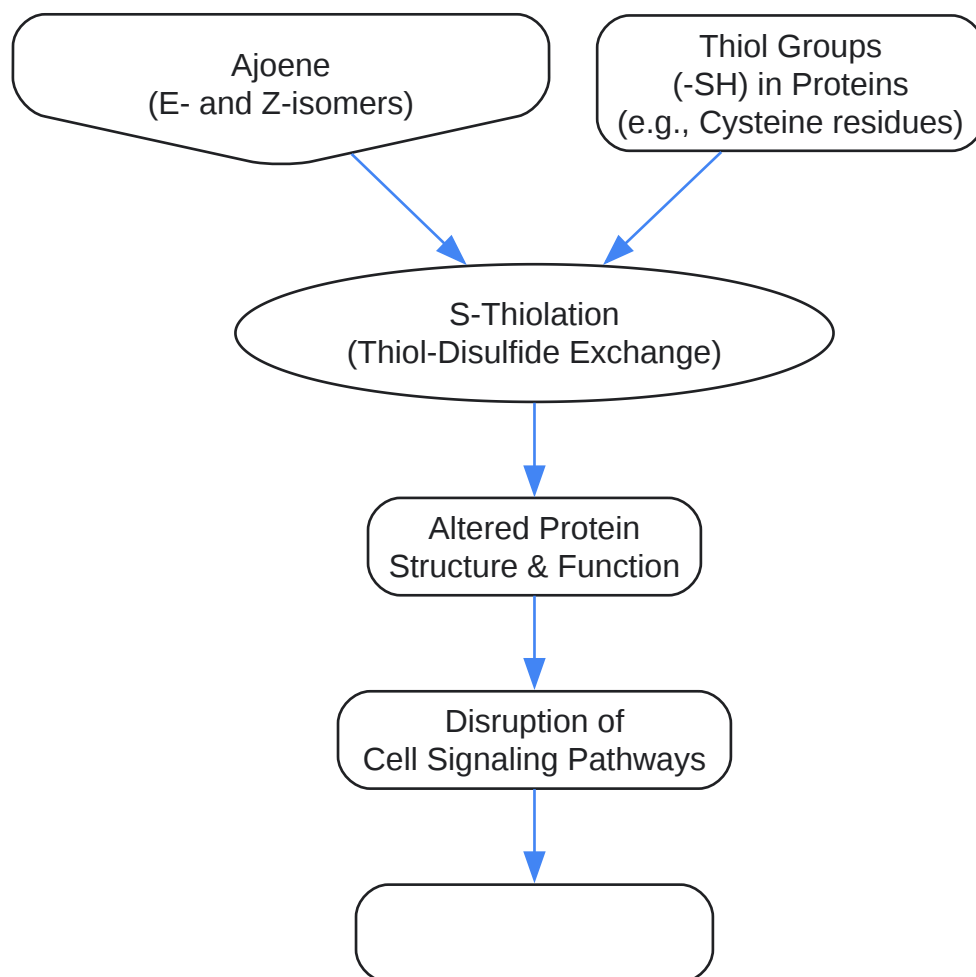 Ajoene
(E- and Z-isomers)
Thiol Groups
(-SH) in Proteins
(e.g., Cysteine residues)
S-Thiolation
(Thiol-Disulfide Exchange)
Altered Protein
Structure & Function
Disruption of
Cell Signaling Pathways